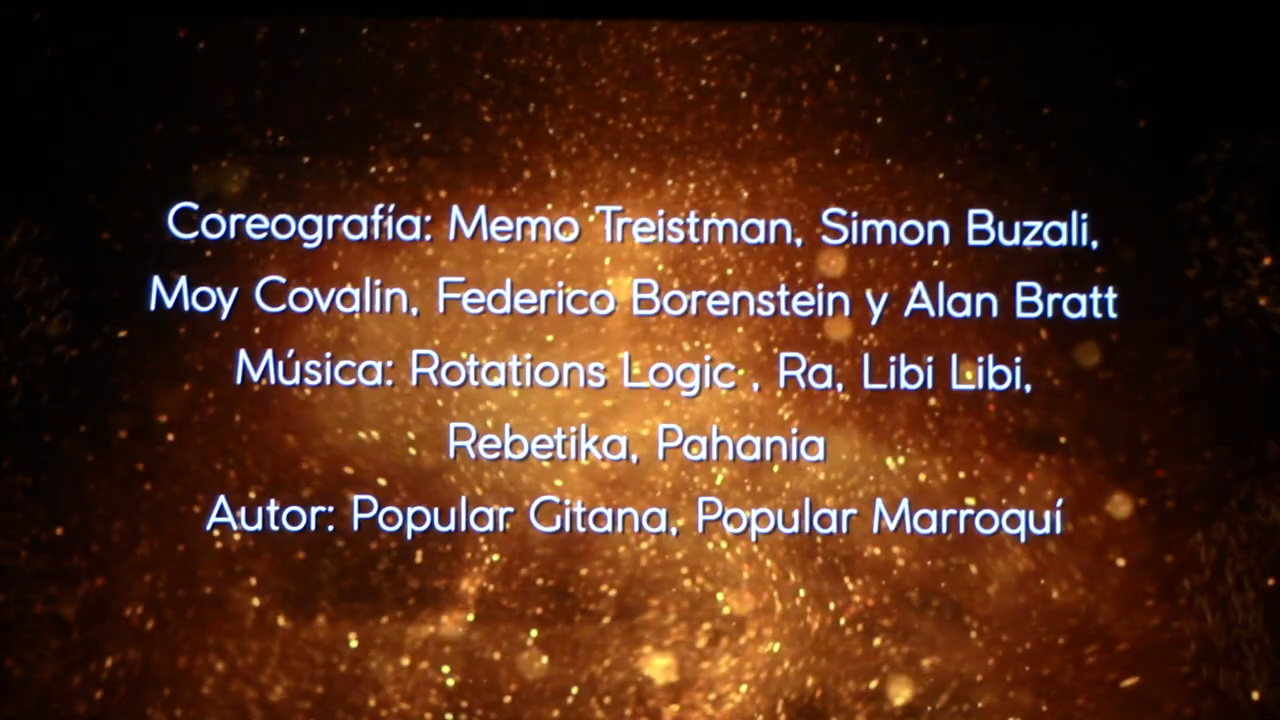 Coreografía: Memo Treistman, Simon Buzali,
Moy Covalin, Federico Borenstein y Alan Bratt
Música: Rotations Logic , Ra, Libi Libi,
Rebetika, Pahania
Autor: Popular Gitana, Popular Marroquí